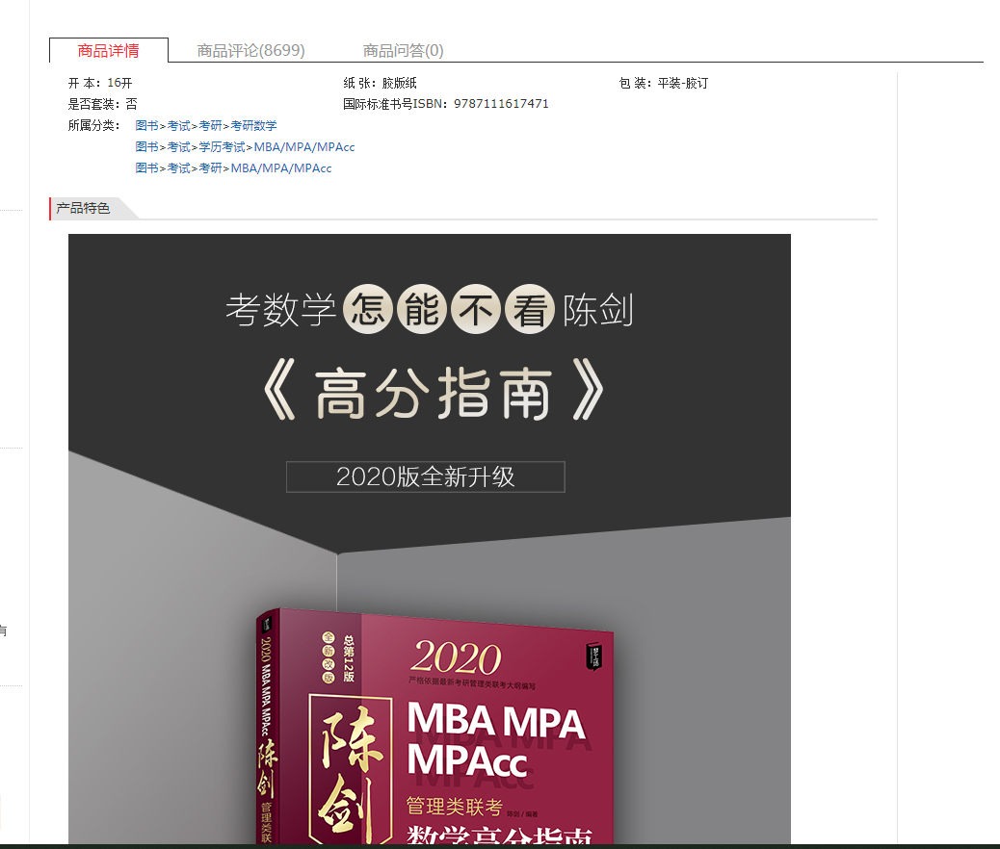 商品详情 商品评论(8699) 商品问答(0)
开 本：16开 纸 张：胶版纸 包 装：平装-胶订
是否套装：否 国际标准书号ISBN：9787111617471
所属分类： 图书>考试>考研>考研数学
图书>考试>学历考试>MBA/MPA/MPAcc
图书>考试>考研>MBA/MPA/MPAcc
产品特色
考数学怎能不看陈剑
《高分指南》
2020版全新升级
有
2020 MBA MPA MPAcc 陈剑 管理类联
全新改版
总第12版
陈剑
2020
严格依据最新考研管理类联考大纲编写
MBA MPA
MPAcc
管理类联考 陈剑 / 编著
数学高分指南